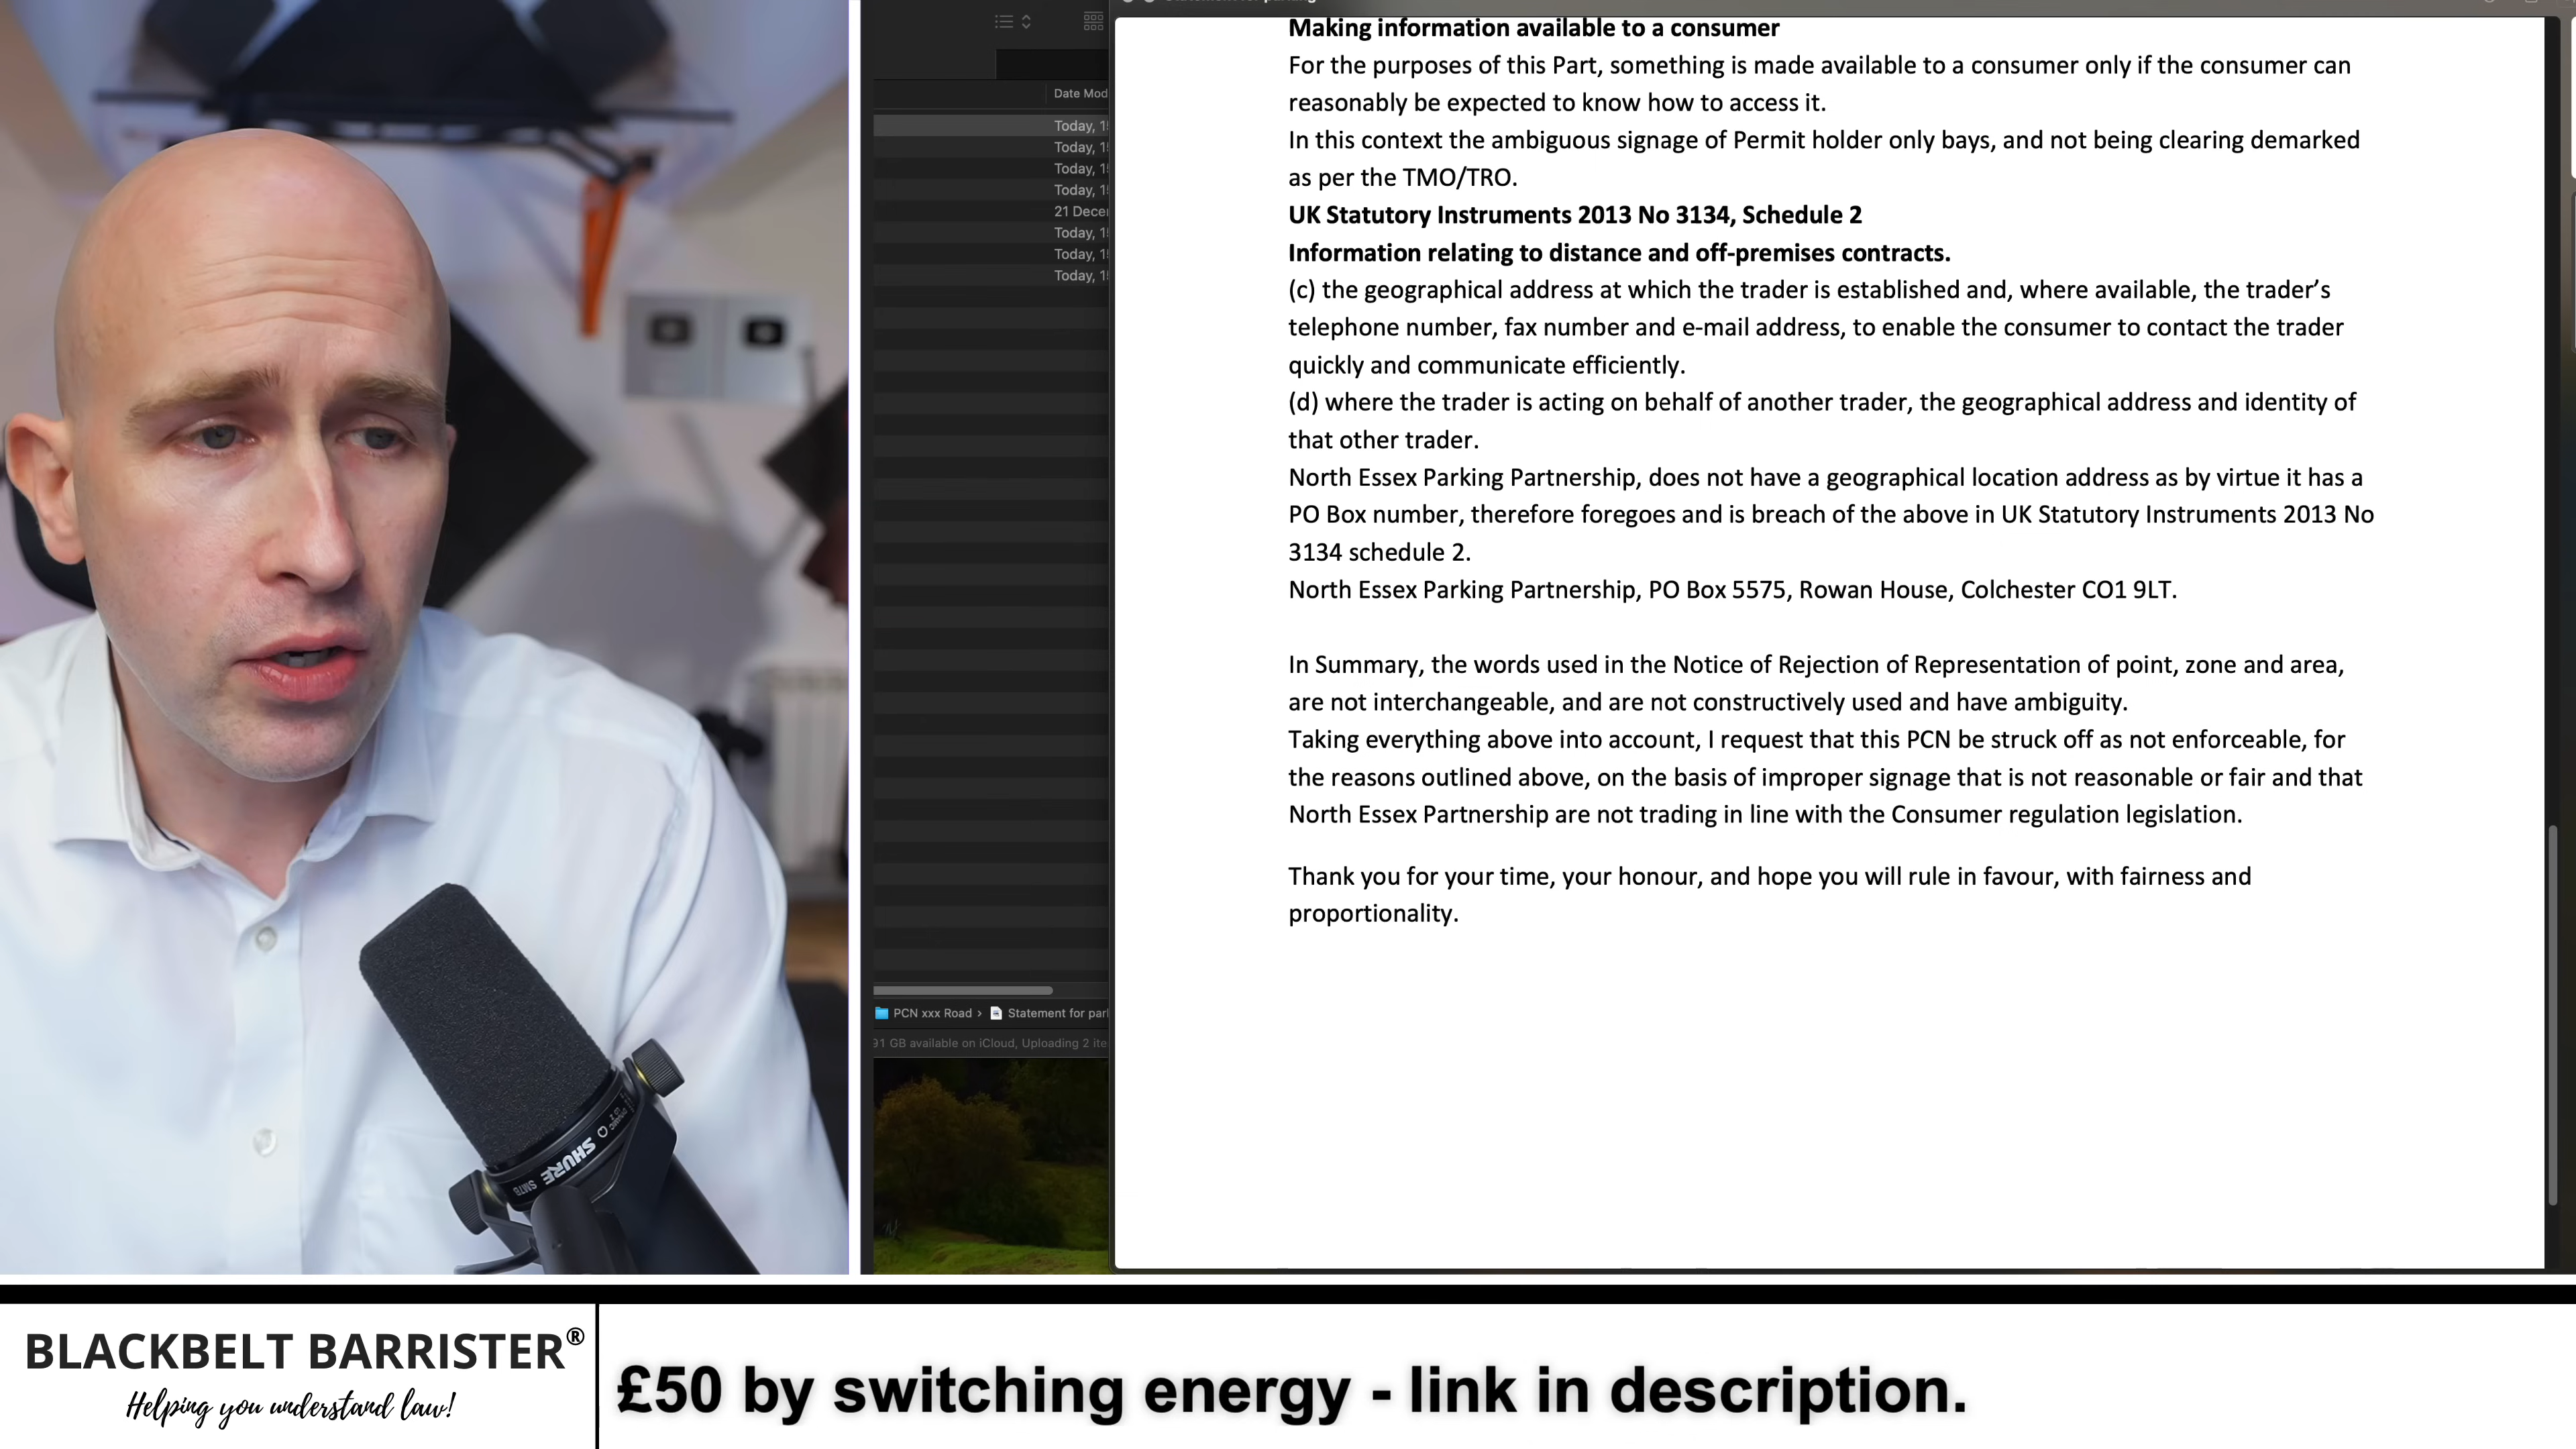 Making information available to a consumer
For the purposes of this Part, something is made available to a consumer only if the consumer can
reasonably be expected to know how to access it.
In this context the ambiguous signage of Permit holder only bays, and not being clearing demarked
as per the TMO/TRO.
UK Statutory Instruments 2013 No 3134, Schedule 2
Information relating to distance and off-premises contracts.
(c) the geographical address at which the trader is established and, where available, the trader's
telephone number, fax number and e-mail address, to enable the consumer to contact the trader
quickly and communicate efficiently.
(d) where the trader is acting on behalf of another trader, the geographical address and identity of
that other trader.
North Essex Parking Partnership, does not have a geographical location address as by virtue it has a
PO Box number, therefore foregoes and is breach of the above in UK Statutory Instruments 2013 No
3134 schedule 2.
North Essex Parking Partnership, PO Box 5575, Rowan House, Colchester CO1 9LT.
In Summary, the words used in the Notice of Rejection of Representation of point, zone and area,
are not interchangeable, and are not constructively used and have ambiguity.
Taking everything above into account, I request that this PCN be struck off as not enforceable, for
the reasons outlined above, on the basis of improper signage that is not reasonable or fair and that
North Essex Partnership are not trading in line with the Consumer regulation legislation.
Thank you for your time, your honour, and hope you will rule in favour, with fairness and
proportionality.
Date Mod
Today, 1
Today, 1
Today, 1
Today, 1
21 Dece
Today, 1
Today, 1
Today, 1
PCN xxx Road › Statement for par
91 GB available on iCloud, Uploading 2 ite
SHURE
SM7B
BLACKBELT BARRISTER®
Helping you understand law!
£50 by switching energy - link in description.